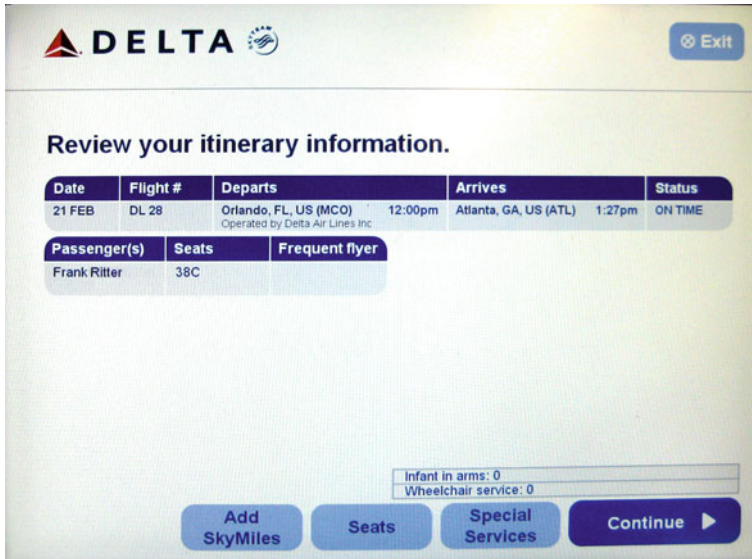 DELTA
SKYTEAM
Exit
Review your itinerary information.
Date Flight # Departs Arrives Status
21 FEB DL 28 Orlando, FL, US (MCO) 12:00pm Atlanta, GA, US (ATL) 1:27pm ON TIME
Operated by Delta Air Lines Inc
Passenger(s) Seats Frequent flyer
Frank Ritter 38C
Infant in arms: 0
Wheelchair service: 0
Add
SkyMiles
Seats
Special
Services
Continue